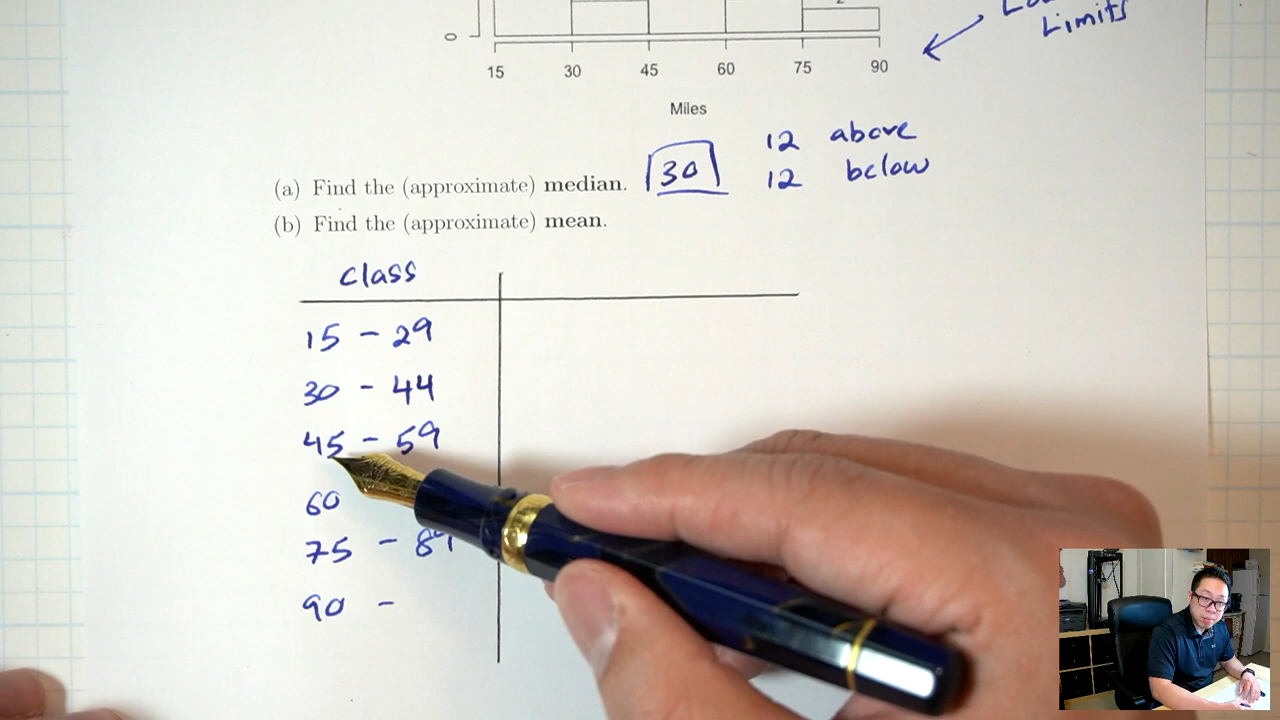 0
15 30 45 60 75 90
Limits
Miles
12 above
12 below
(a) Find the (approximate) median. 30
(b) Find the (approximate) mean.
class
15 - 29
30 - 44
45 - 59
60
75 - 89
90 -